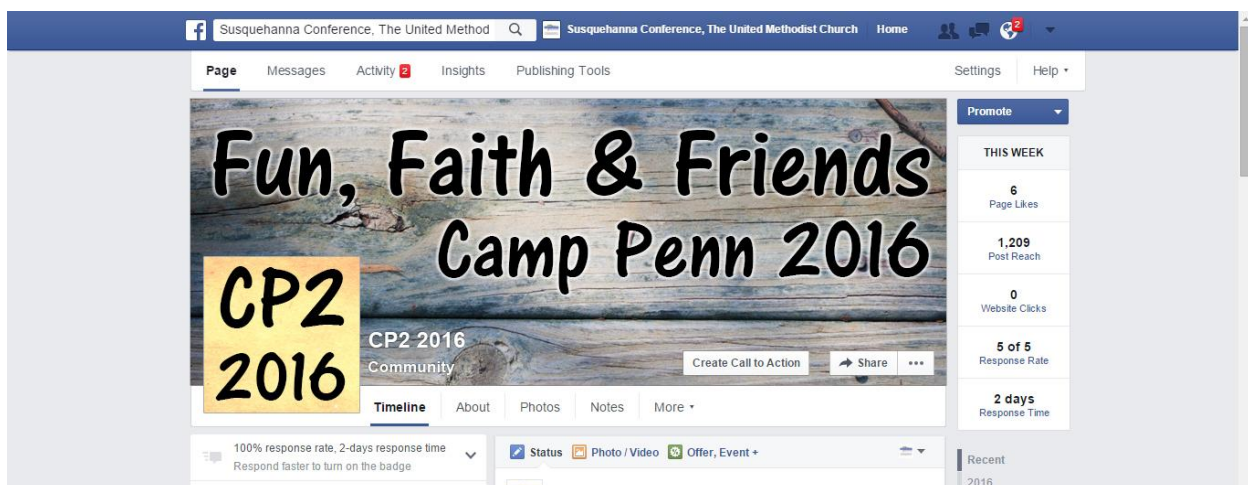 f Susquehanna Conference, The United Method Susquehanna Conference, The United Methodist Church Home 2
Page Messages Activity 2 Insights Publishing Tools Settings Help
Promote
Fun, Faith & Friends
Camp Penn 2016
CP2
2016
CP2 2016
Community
Create Call to Action Share •••
Timeline About Photos Notes More
THIS WEEK
6
Page Likes
1,209
Post Reach
0
Website Clicks
5 of 5
Response Rate
2 days
Response Time
100% response rate, 2-days response time
Respond faster to turn on the badge
Status Photo / Video Offer, Event +
Recent
2016